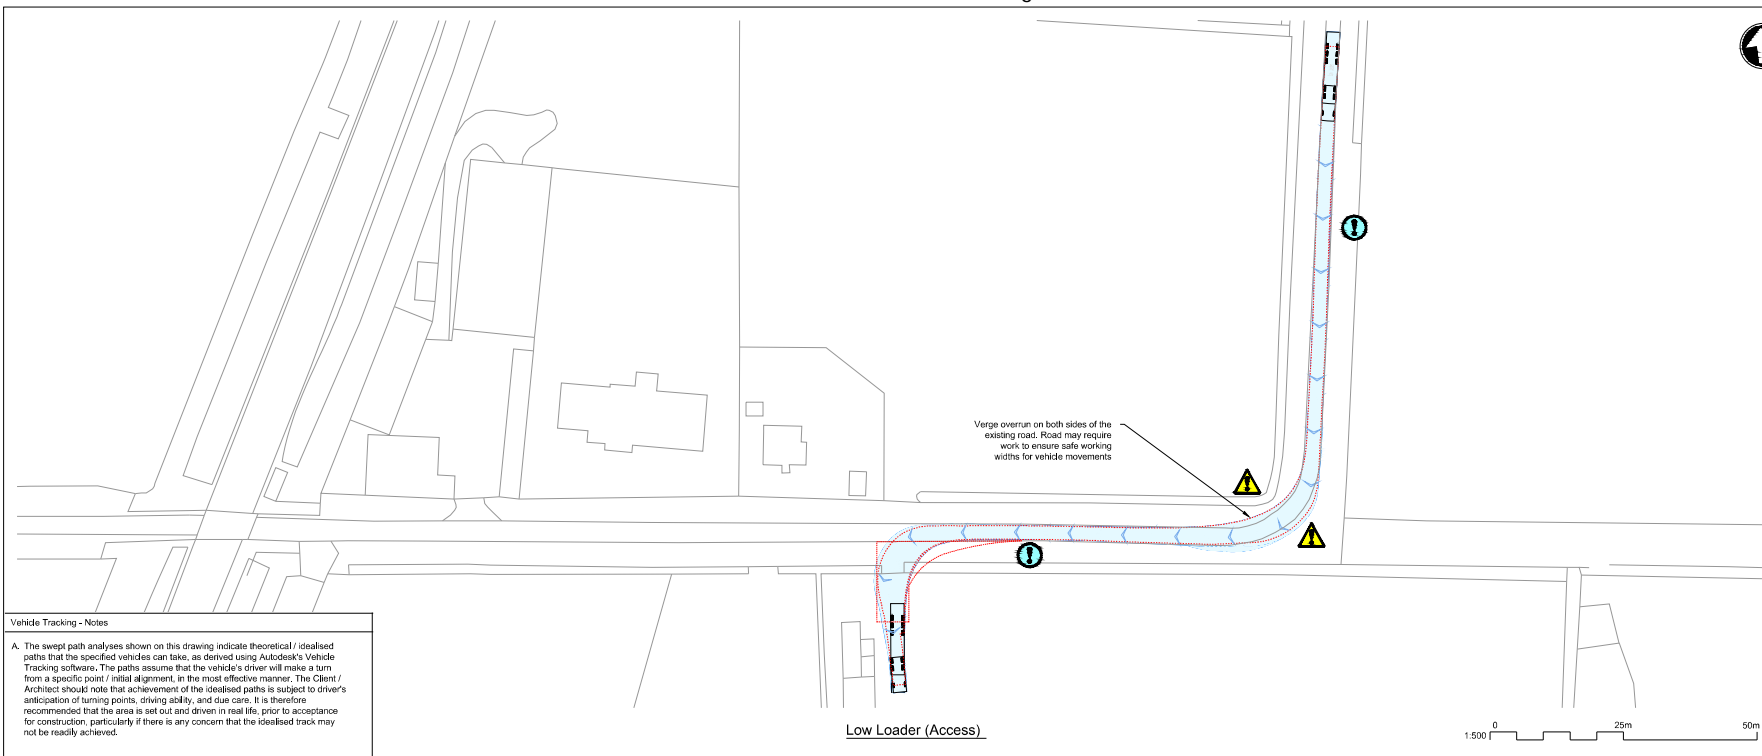 Verge overrun on both sides of the
existing road. Road may require
work to ensure safe working
widths for vehicle movements
Vehicle Tracking - Notes
A. The swept path analyses shown on this drawing indicate theoretical / idealised
paths that the specified vehicles can take, as derived using Autodesk's Vehicle
Tracking software. The paths assume that the vehicle's driver will make a turn
from a specific point / initial alignment, in the most effective manner. The Client /
Architect should note that achievement of the idealised paths is subject to driver's
anticipation of turning points, driving ability, and due care. It is therefore
recommended that the area is set out and driven in real life, prior to acceptance
for construction, particularly if there is any concern that the idealised track may
not be readily achieved.
Low Loader (Access)
0 25m 50m
1:500